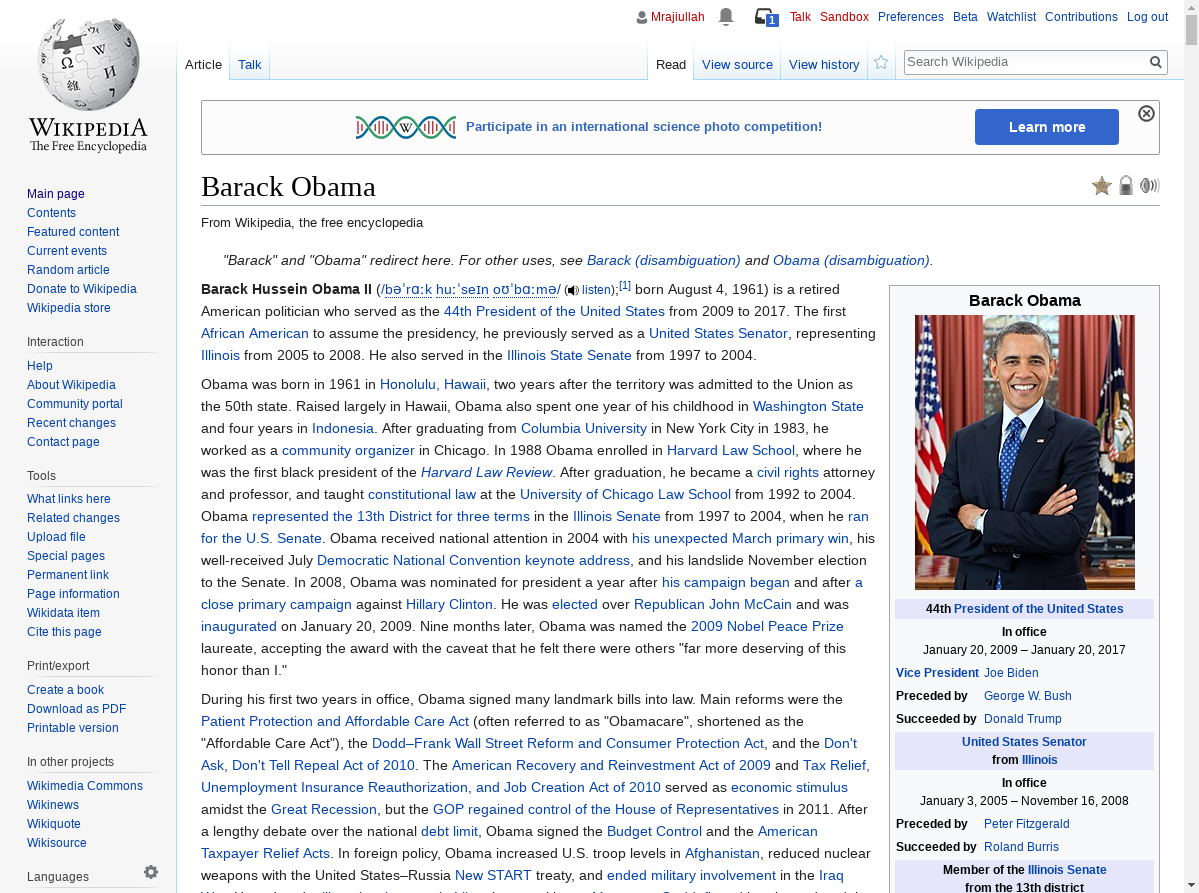 Mrajiullah 1 Talk Sandbox Preferences Beta Watchlist Contributions Log out
Article Talk Read View source View history Search Wikipedia
WIKIPEDIA
The Free Encyclopedia
Main page
Contents
Featured content
Current events
Random article
Donate to Wikipedia
Wikipedia store
Interaction
Help
About Wikipedia
Community portal
Recent changes
Contact page
Tools
What links here
Related changes
Upload file
Special pages
Permanent link
Page information
Wikidata item
Cite this page
Print/export
Create a book
Download as PDF
Printable version
In other projects
Wikimedia Commons
Wikinews
Wikiquote
Wikisource
Languages
W Participate in an international science photo competition! Learn more
Barack Obama
From Wikipedia, the free encyclopedia
"Barack" and "Obama" redirect here. For other uses, see Barack (disambiguation) and Obama (disambiguation).
Barack Hussein Obama II (/bəˈrɑːk huːˈseɪn oʊˈbɑːmə/ (listen);[1] born August 4, 1961) is a retired
American politician who served as the 44th President of the United States from 2009 to 2017. The first
African American to assume the presidency, he previously served as a United States Senator, representing
Illinois from 2005 to 2008. He also served in the Illinois State Senate from 1997 to 2004.
Obama was born in 1961 in Honolulu, Hawaii, two years after the territory was admitted to the Union as
the 50th state. Raised largely in Hawaii, Obama also spent one year of his childhood in Washington State
and four years in Indonesia. After graduating from Columbia University in New York City in 1983, he
worked as a community organizer in Chicago. In 1988 Obama enrolled in Harvard Law School, where he
was the first black president of the Harvard Law Review. After graduation, he became a civil rights attorney
and professor, and taught constitutional law at the University of Chicago Law School from 1992 to 2004.
Obama represented the 13th District for three terms in the Illinois Senate from 1997 to 2004, when he ran
for the U.S. Senate. Obama received national attention in 2004 with his unexpected March primary win, his
well-received July Democratic National Convention keynote address, and his landslide November election
to the Senate. In 2008, Obama was nominated for president a year after his campaign began and after a
close primary campaign against Hillary Clinton. He was elected over Republican John McCain and was
inaugurated on January 20, 2009. Nine months later, Obama was named the 2009 Nobel Peace Prize
laureate, accepting the award with the caveat that he felt there were others "far more deserving of this
honor than I."
During his first two years in office, Obama signed many landmark bills into law. Main reforms were the
Patient Protection and Affordable Care Act (often referred to as "Obamacare", shortened as the
"Affordable Care Act"), the Dodd–Frank Wall Street Reform and Consumer Protection Act, and the Don't
Ask, Don't Tell Repeal Act of 2010. The American Recovery and Reinvestment Act of 2009 and Tax Relief,
Unemployment Insurance Reauthorization, and Job Creation Act of 2010 served as economic stimulus
amidst the Great Recession, but the GOP regained control of the House of Representatives in 2011. After
a lengthy debate over the national debt limit, Obama signed the Budget Control and the American
Taxpayer Relief Acts. In foreign policy, Obama increased U.S. troop levels in Afghanistan, reduced nuclear
weapons with the United States–Russia New START treaty, and ended military involvement in the Iraq
Barack Obama
44th President of the United States
In office
January 20, 2009 – January 20, 2017
Vice President Joe Biden
Preceded by George W. Bush
Succeeded by Donald Trump
United States Senator
from Illinois
In office
January 3, 2005 – November 16, 2008
Preceded by Peter Fitzgerald
Succeeded by Roland Burris
Member of the Illinois Senate
from the 13th district